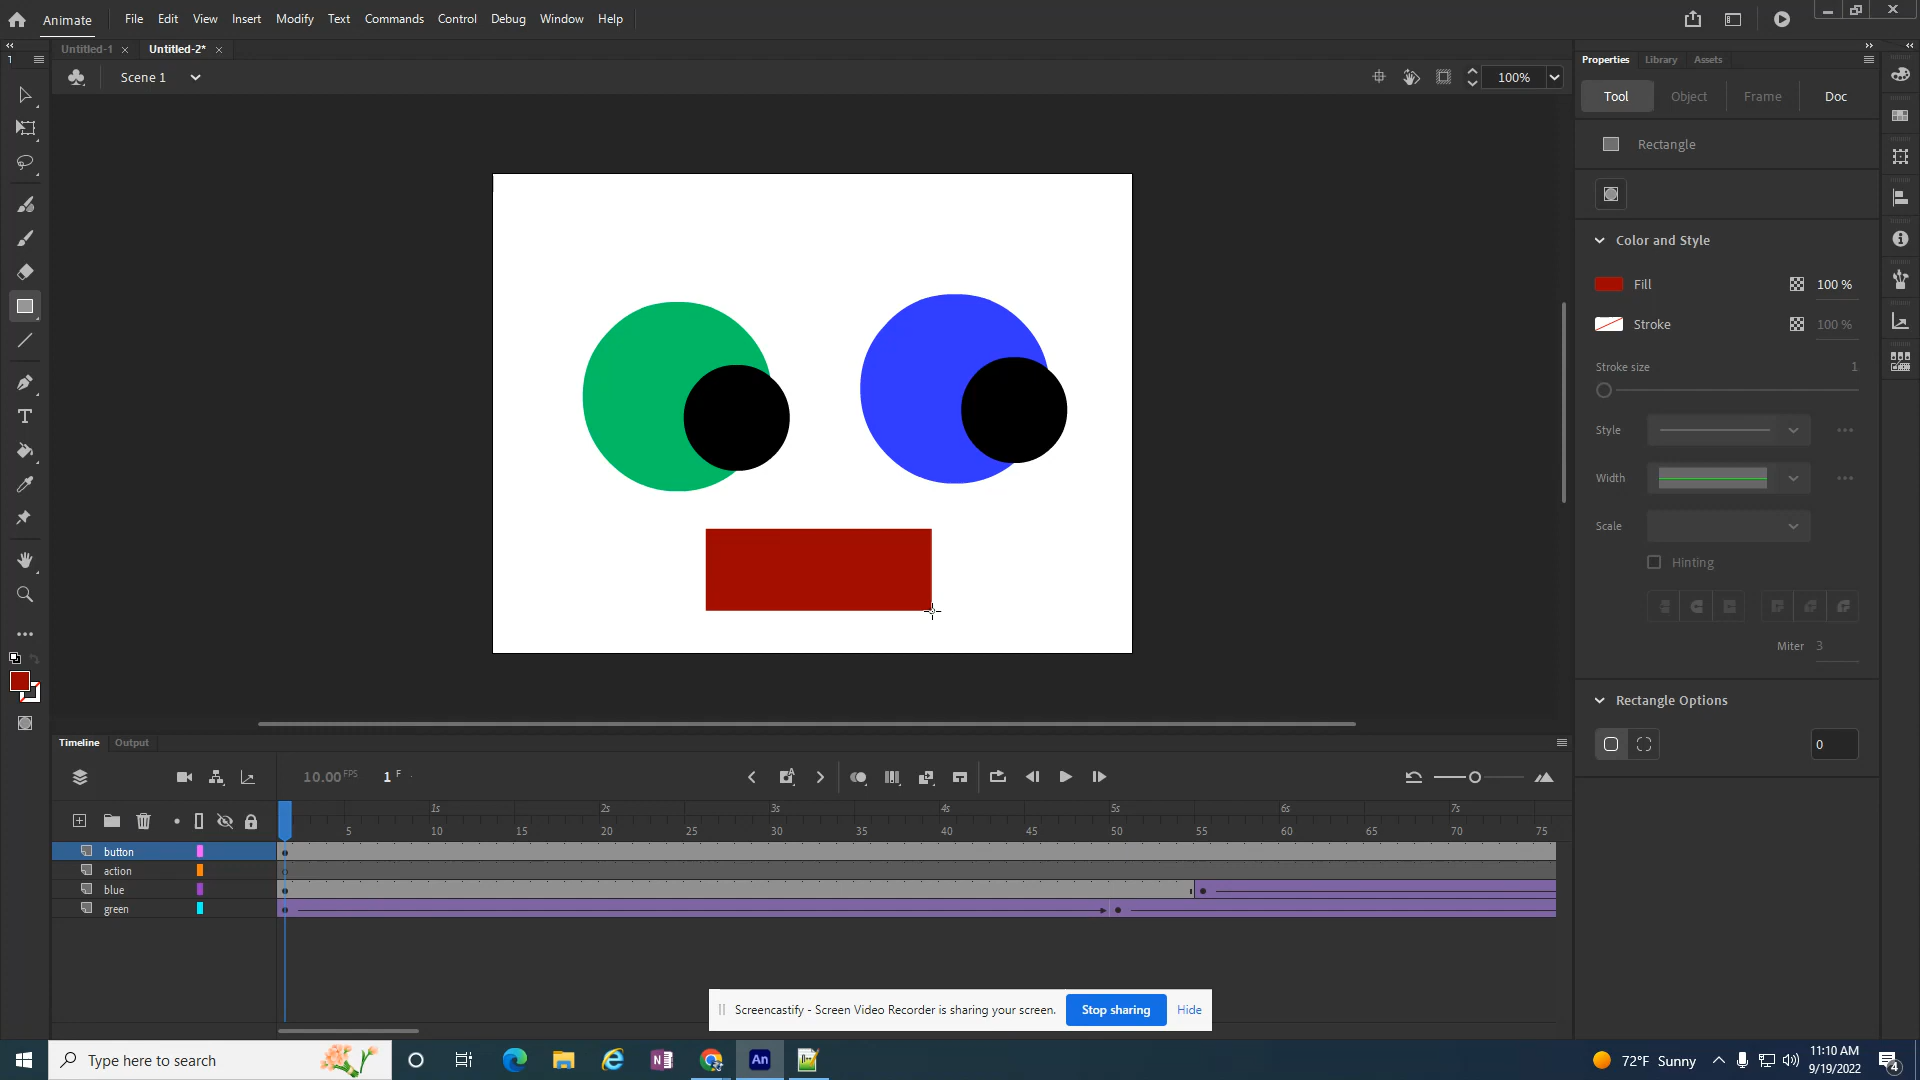 Animate File Edit View Insert Modify Text Commands Control Debug Window Help
Untitled-1 × Untitled-2* ×
Scene 1 100%
Properties Library Assets
Tool Object Frame Doc
Rectangle
Color and Style
Fill 100 %
Stroke 100 %
Stroke size 1
Style
Width
Scale
Hinting
Miter 3
Rectangle Options
0
1
T
Timeline Output
10.00 FPS 1 F
1s 2s 3s 4s 5s 6s 7s
5 10 15 20 25 30 35 40 45 50 55 60 65 70 75
button
action
blue
green
Screencastify - Screen Video Recorder is sharing your screen. Stop sharing Hide
Type here to search
An
72°F Sunny
11:10 AM
9/19/2022
4